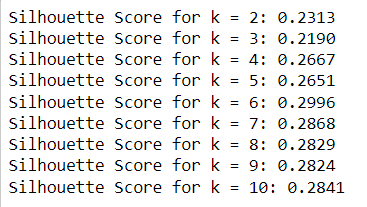 Silhouette Score for k = 2: 0.2313
Silhouette Score for k = 3: 0.2190
Silhouette Score for k = 4: 0.2667
Silhouette Score for k = 5: 0.2651
Silhouette Score for k = 6: 0.2996
Silhouette Score for k = 7: 0.2868
Silhouette Score for k = 8: 0.2829
Silhouette Score for k = 9: 0.2824
Silhouette Score for k = 10: 0.2841